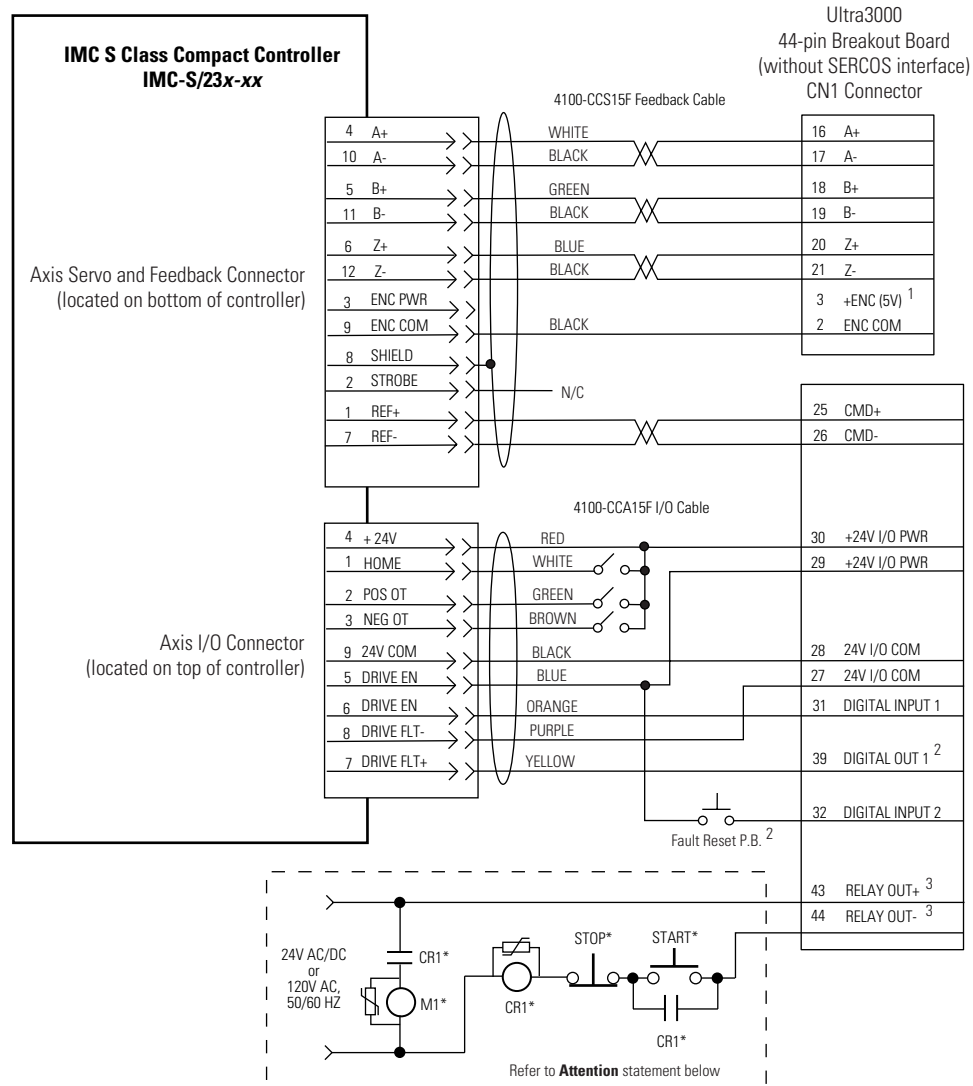 Ultra3000
44-pin Breakout Board
(without SERCOS interface)
CN1 Connector
IMC S Class Compact Controller
IMC-S/23x-xx
4100-CCS15F Feedback Cable
4 A+ WHITE 16 A+
10 A- BLACK 17 A-
5 B+ GREEN 18 B+
11 B- BLACK 19 B-
6 Z+ BLUE 20 Z+
12 Z- BLACK 21 Z-
Axis Servo and Feedback Connector
(located on bottom of controller)
3 ENC PWR 3 +ENC (5V) 1
9 ENC COM BLACK 2 ENC COM
8 SHIELD
2 STROBE N/C
1 REF+ 25 CMD+
7 REF- 26 CMD-
4100-CCA15F I/O Cable
4 + 24V RED 30 +24V I/O PWR
1 HOME WHITE 29 +24V I/O PWR
2 POS OT GREEN
3 NEG OT BROWN
Axis I/O Connector
(located on top of controller)
9 24V COM BLACK 28 24V I/O COM
5 DRIVE EN BLUE 27 24V I/O COM
6 DRIVE EN ORANGE 31 DIGITAL INPUT 1
8 DRIVE FLT- PURPLE
7 DRIVE FLT+ YELLOW 39 DIGITAL OUT 1 2
32 DIGITAL INPUT 2
Fault Reset P.B. 2
43 RELAY OUT+ 3
44 RELAY OUT- 3
24V AC/DC
or
120V AC,
50/60 HZ
CR1*
M1*
CR1*
STOP*
START*
CR1*
Refer to Attention statement below